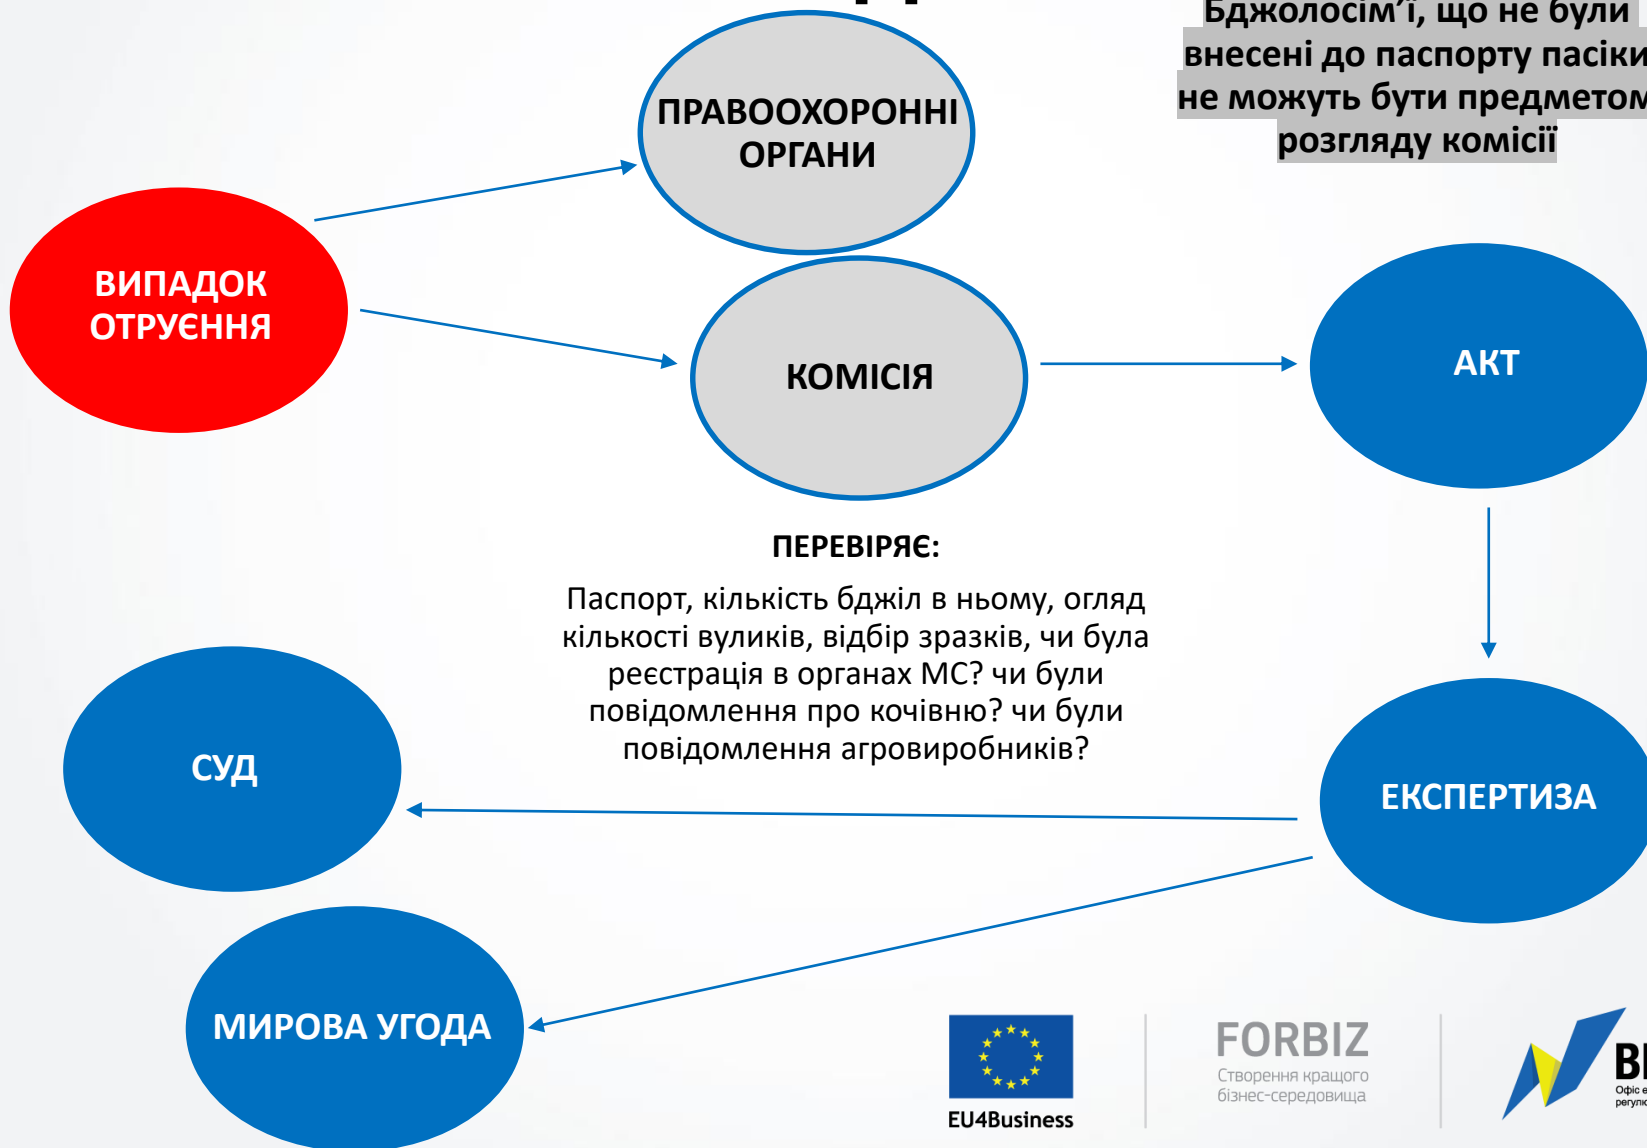 Бджолосім'ї, що не були
внесені до паспорту пасіки
не можуть бути предметом
розгляду комісії
ПРАВООХОРОННІ
ОРГАНИ
ВИПАДОК
ОТРУЄННЯ
КОМІСІЯ
АКТ
ПЕРЕВІРЯЄ:
Паспорт, кількість бджіл в ньому, огляд
кількості вуликів, відбір зразків, чи була
реєстрація в органах МС? чи були
повідомлення про кочівню? чи були
повідомлення агровиробників?
СУД
ЕКСПЕРТИЗА
МИРОВА УГОДА
EU4Business
FORBIZ
Створення кращого
бізнес-середовища
Офіс